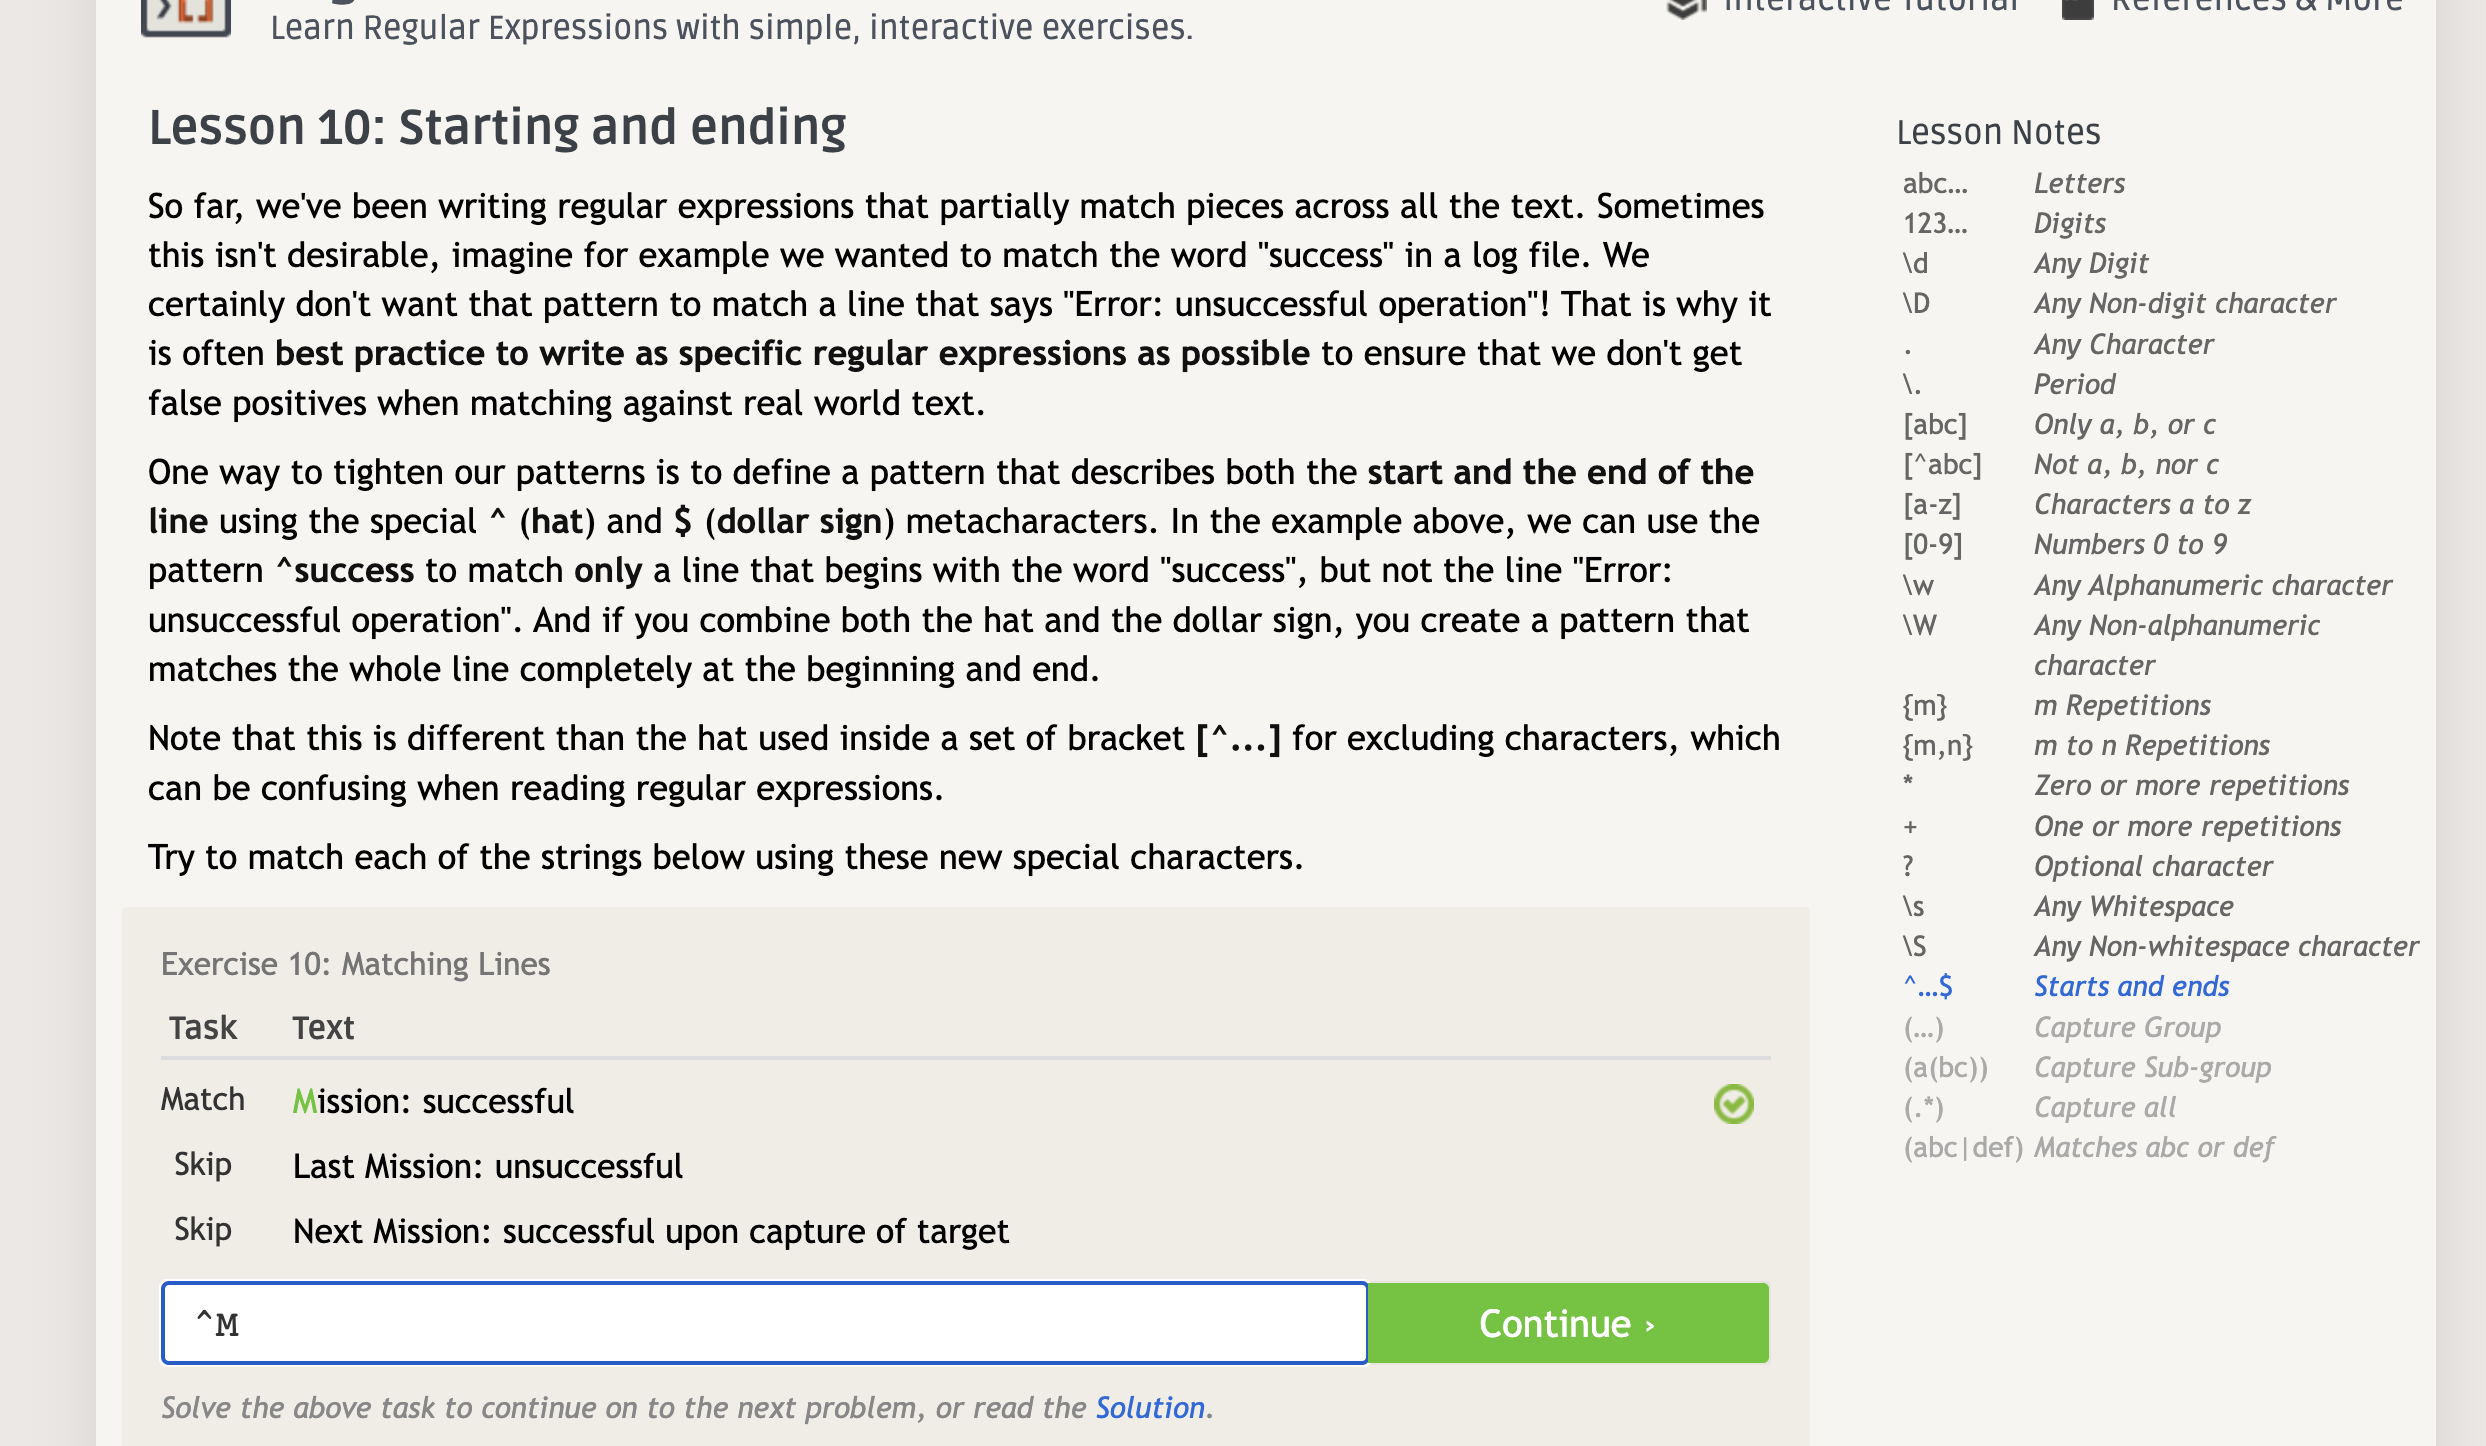 Learn Regular Expressions with simple, interactive exercises.
Interactive Tutorial
References & More
Lesson 10: Starting and ending
So far, we've been writing regular expressions that partially match pieces across all the text. Sometimes
this isn't desirable, imagine for example we wanted to match the word "success" in a log file. We
certainly don't want that pattern to match a line that says "Error: unsuccessful operation"! That is why it
is often best practice to write as specific regular expressions as possible to ensure that we don't get
false positives when matching against real world text.
One way to tighten our patterns is to define a pattern that describes both the start and the end of the
line using the special ^ (hat) and $ (dollar sign) metacharacters. In the example above, we can use the
pattern ^success to match only a line that begins with the word "success", but not the line "Error:
unsuccessful operation". And if you combine both the hat and the dollar sign, you create a pattern that
matches the whole line completely at the beginning and end.
Note that this is different than the hat used inside a set of bracket [^...] for excluding characters, which
can be confusing when reading regular expressions.
Try to match each of the strings below using these new special characters.
Exercise 10: Matching Lines
Task Text
Match Mission: successful
Skip Last Mission: unsuccessful
Skip Next Mission: successful upon capture of target
^M
Continue ›
Solve the above task to continue on to the next problem, or read the Solution.
Lesson Notes
abc… Letters
123… Digits
\d Any Digit
\D Any Non-digit character
. Any Character
\. Period
[abc] Only a, b, or c
[^abc] Not a, b, nor c
[a-z] Characters a to z
[0-9] Numbers 0 to 9
\w Any Alphanumeric character
\W Any Non-alphanumeric
character
{m} m Repetitions
{m,n} m to n Repetitions
* Zero or more repetitions
+ One or more repetitions
? Optional character
\s Any Whitespace
\S Any Non-whitespace character
^…$ Starts and ends
(…) Capture Group
(a(bc)) Capture Sub-group
(.*) Capture all
(abc|def) Matches abc or def